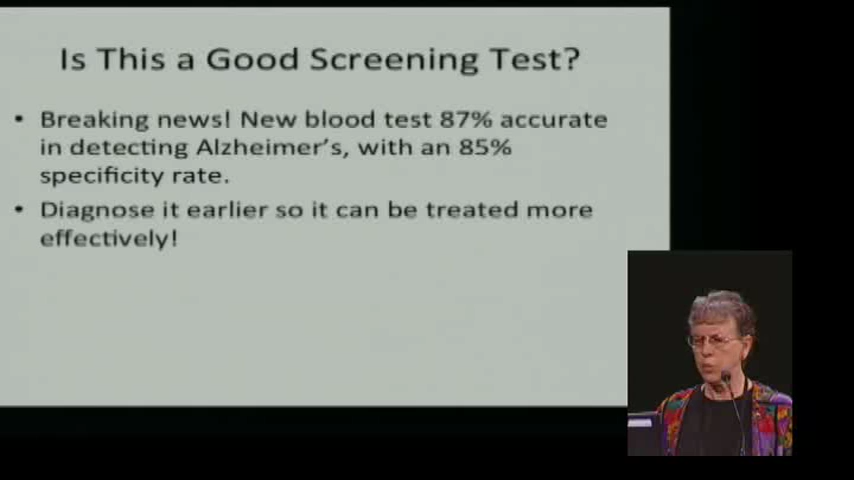 Is This a Good Screening Test?
• Breaking news! New blood test 87% accurate
in detecting Alzheimer's, with an 85%
specificity rate.
• Diagnose it earlier so it can be treated more
effectively!